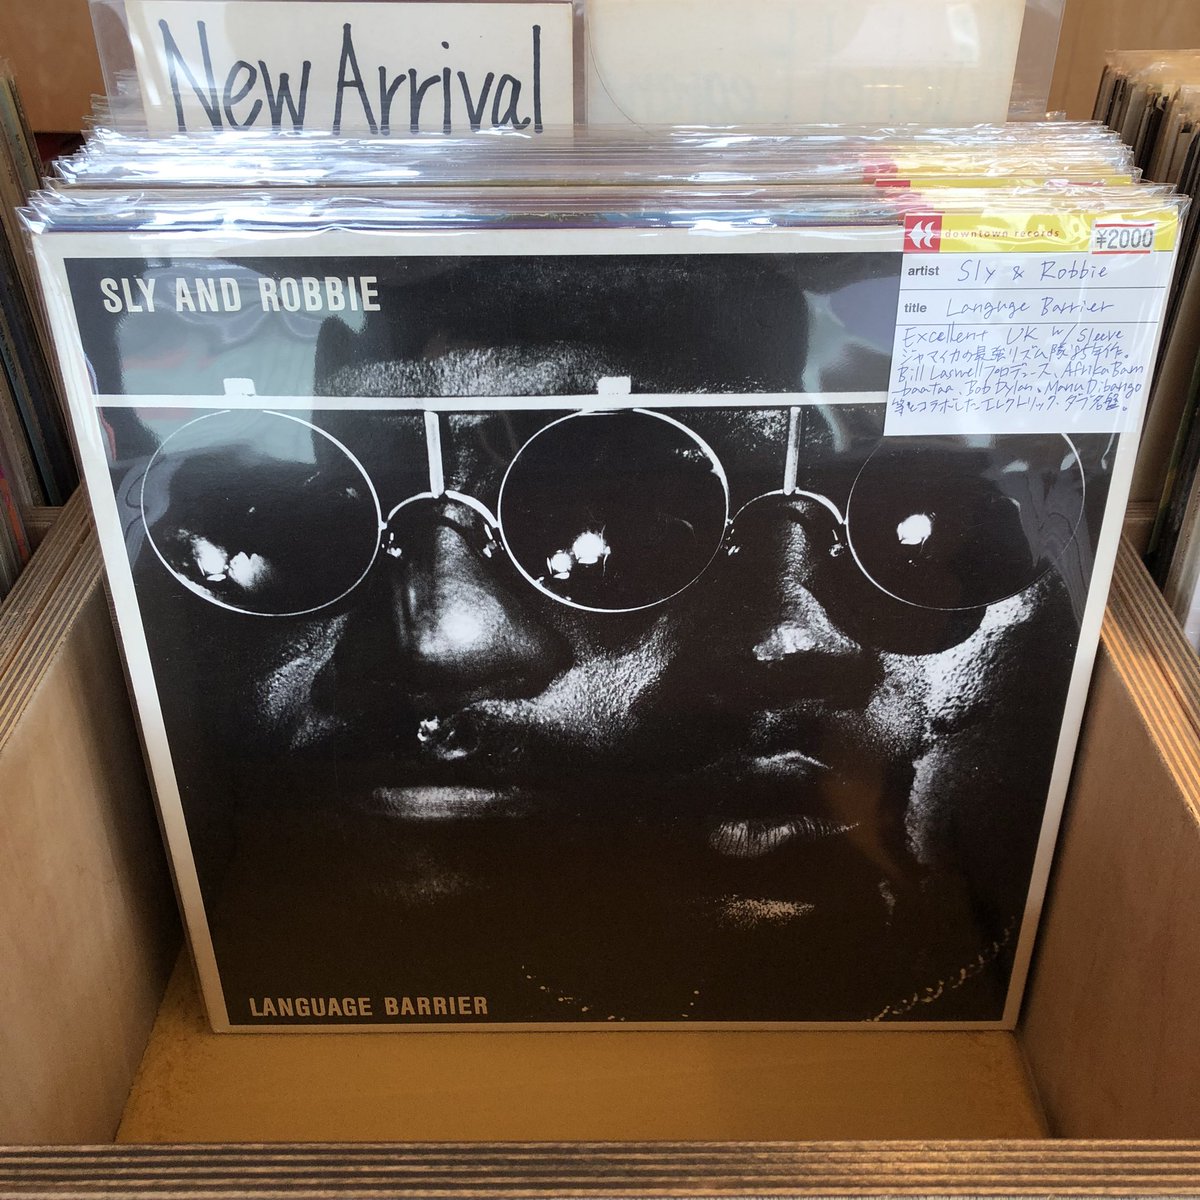 New Arrival
downtown records
¥2000
artist Sly & Robbie
title Languge Barrier
Excellent UK w/Sleeve
ジャマイカの最強リズム隊'85年作。
Bill Laswellプロデュース、Afrika Bam
-baataa、Bob Dylan、Manu Dibango
等とコラボしたエレクトリック・ダブ名盤。
SLY AND ROBBIE
LANGUAGE BARRIER